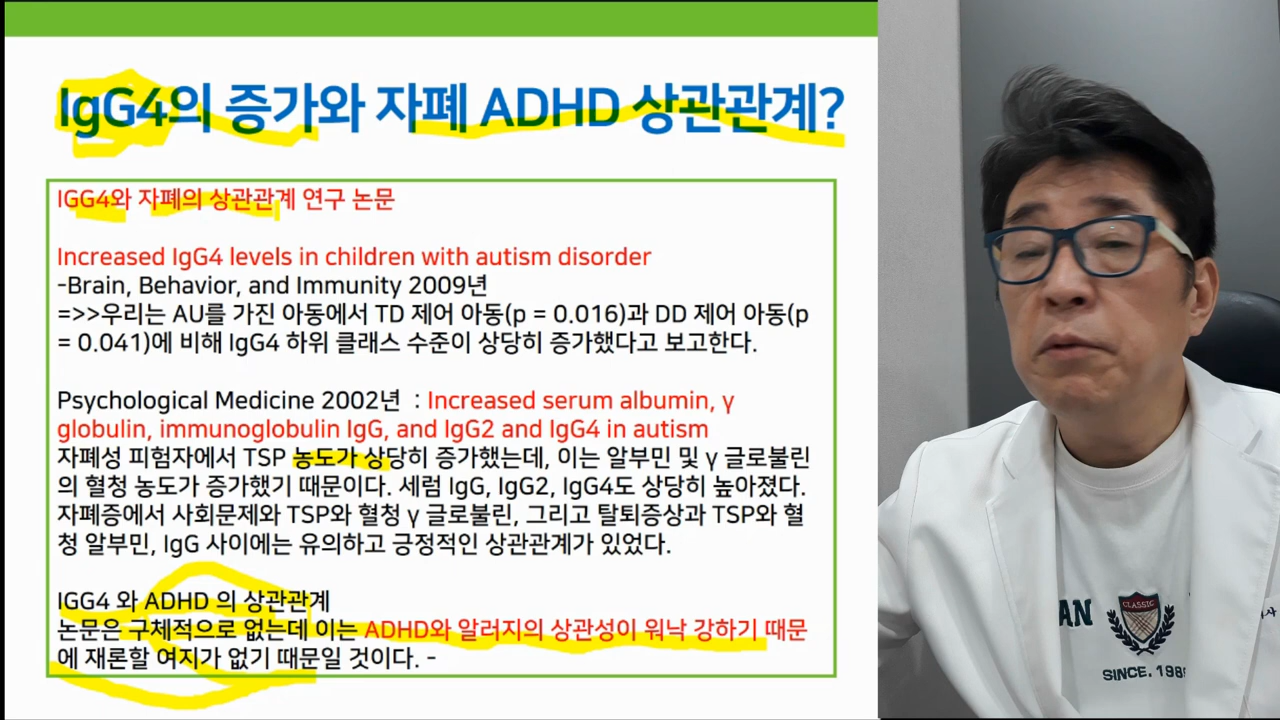 IgG4의 증가와 자폐 ADHD 상관관계?
IGG4와 자폐의 상관관계 연구 논문
Increased IgG4 levels in children with autism disorder
-Brain, Behavior, and Immunity 2009년
=>>우리는 AU를 가진 아동에서 TD 제어 아동(p = 0.016)과 DD 제어 아동(p
= 0.041)에 비해 IgG4 하위 클래스 수준이 상당히 증가했다고 보고한다.
Psychological Medicine 2002년 : Increased serum albumin, γ
globulin, immunoglobulin IgG, and IgG2 and IgG4 in autism
자폐성 피험자에서 TSP 농도가 상당히 증가했는데, 이는 알부민 및 γ 글로불린
의 혈청 농도가 증가했기 때문이다. 세럼 IgG, IgG2, IgG4도 상당히 높아졌다.
자폐증에서 사회문제와 TSP와 혈청 γ 글로불린, 그리고 탈퇴증상과 TSP와 혈
청 알부민, IgG 사이에는 유의하고 긍정적인 상관관계가 있었다.
IGG4 와 ADHD 의 상관관계
논문은 구체적으로 없는데 이는 ADHD와 알러지의 상관성이 워낙 강하기 때문
에 재론할 여지가 없기 때문일 것이다. -
CLASSIC
SINCE. 198